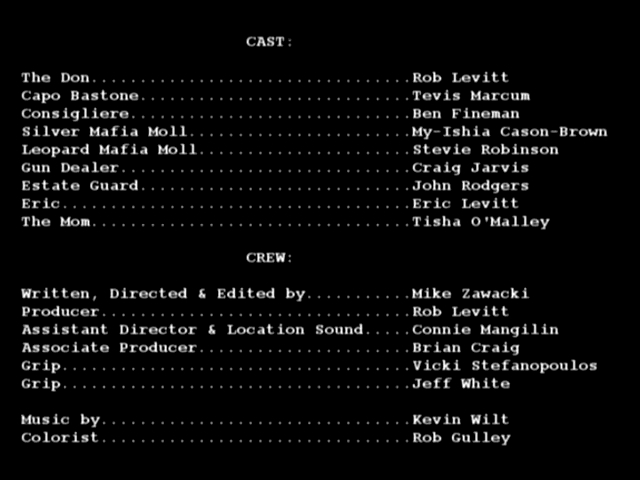 CAST:
The Don................................Rob Levitt
Capo Bastone...........................Tevis Marcum
Consigliere............................Ben Fineman
Silver Mafia Moll......................My-Ishia Cason-Brown
Leopard Mafia Moll.....................Stevie Robinson
Gun Dealer.............................Craig Jarvis
Estate Guard...........................John Rodgers
Eric...................................Eric Levitt
The Mom................................Tisha O'Malley
CREW:
Written, Directed & Edited by..........Mike Zawacki
Producer...............................Rob Levitt
Assistant Director & Location Sound....Connie Mangilin
Associate Producer.....................Brian Craig
Grip...................................Vicki Stefanopoulos
Grip...................................Jeff White
Music by...............................Kevin Wilt
Colorist...............................Rob Gulley